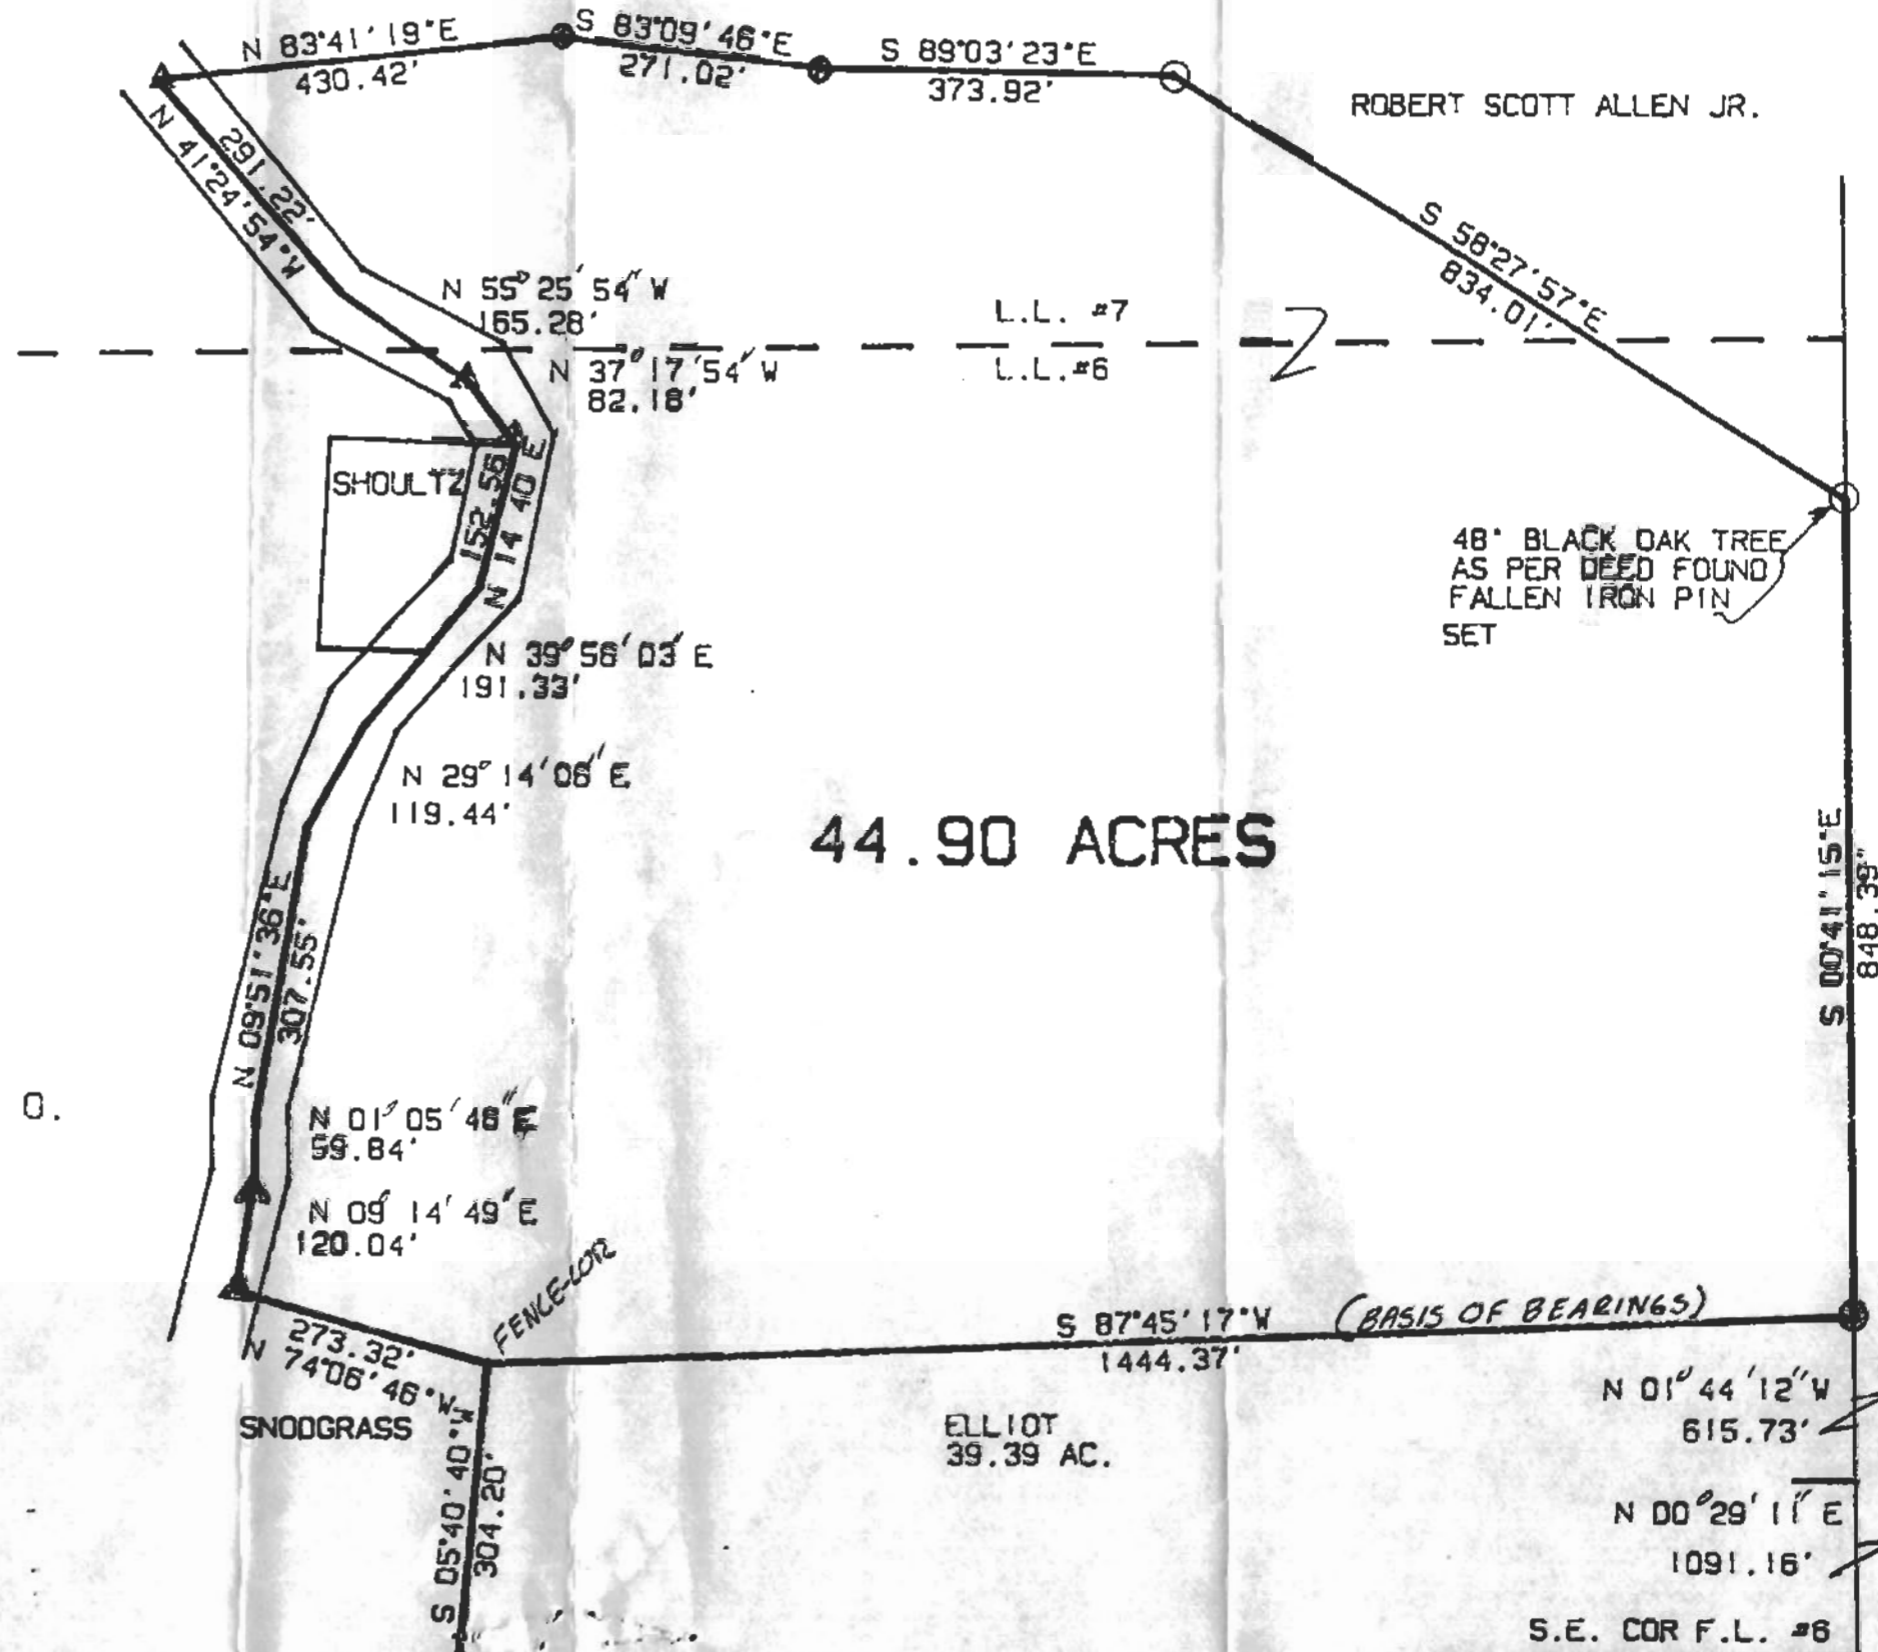 N 83°41'19"E
430.42'
S 83°09'46"E
271.02'
S 89°03'23"E
373.92'
ROBERT SCOTT ALLEN JR.
291.22'
N 41°24'54"W
S 58°27'57"E
834.01'
N 55°25'54"W
165.28'
L.L. #7
L.L. #6
N 37°17'54"W
82.18'
SHOULTZ
152.56
N 14 40 E
48" BLACK OAK TREE
AS PER DEED FOUND
FALLEN IRON PIN
SET
N 39°56'03"E
191.33'
N 29°14'06"E
119.44'
44.90 ACRES
S 00°41'15"E
848.39"
N 09°51'36"E
307.55'
O.
N 01°05'46"E
59.84'
N 09°14'49"E
120.04'
FENCE-COR
273.32'
N 74°06'46"W
S 87°45'17"W (BASIS OF BEARINGS)
1444.37'
SNODGRASS
ELLIOT
39.39 AC.
S 05°40'40"W
304.20'
N 01°44'12"W
615.73'
N 00°29'11"E
1091.16'
S.E. COR F.L. #6